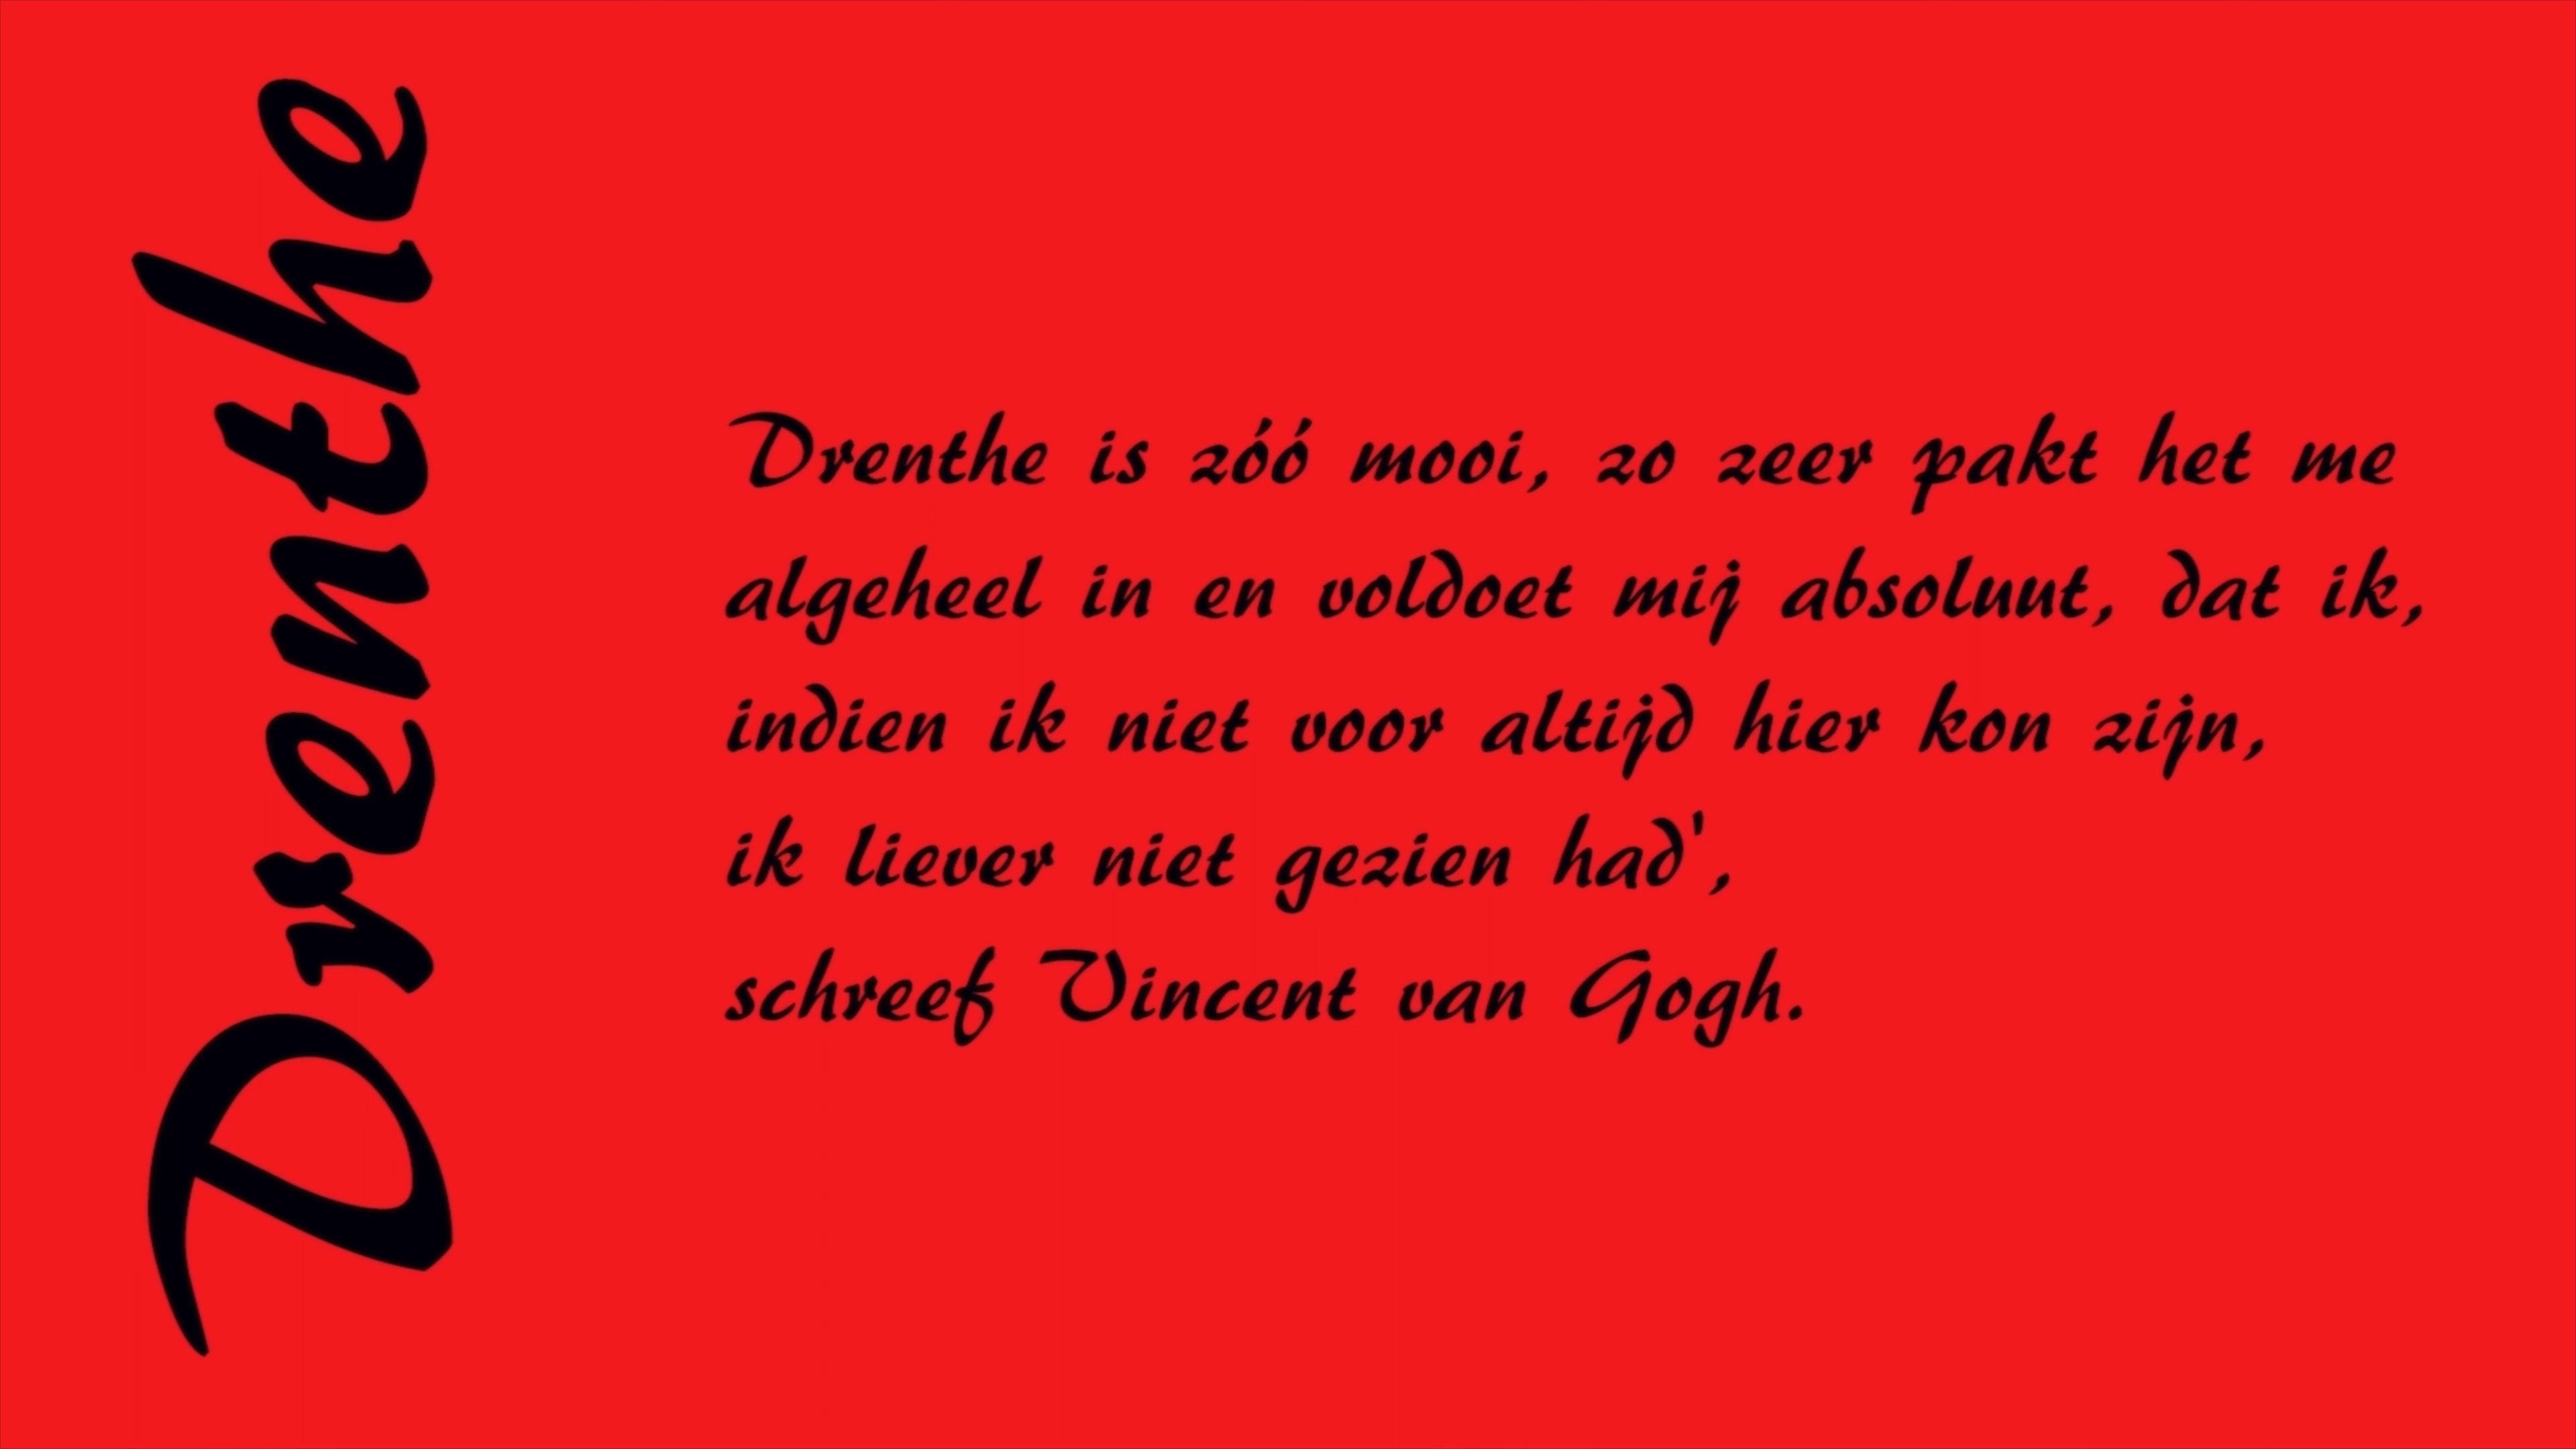 Drenthe
Drenthe is zóó mooi, zo zeer pakt het me
algeheel in en voldoet mij absoluut, dat ik,
indien ik niet voor altijd hier kon zijn,
ik liever niet gezien had',
schreef Vincent van Gogh.